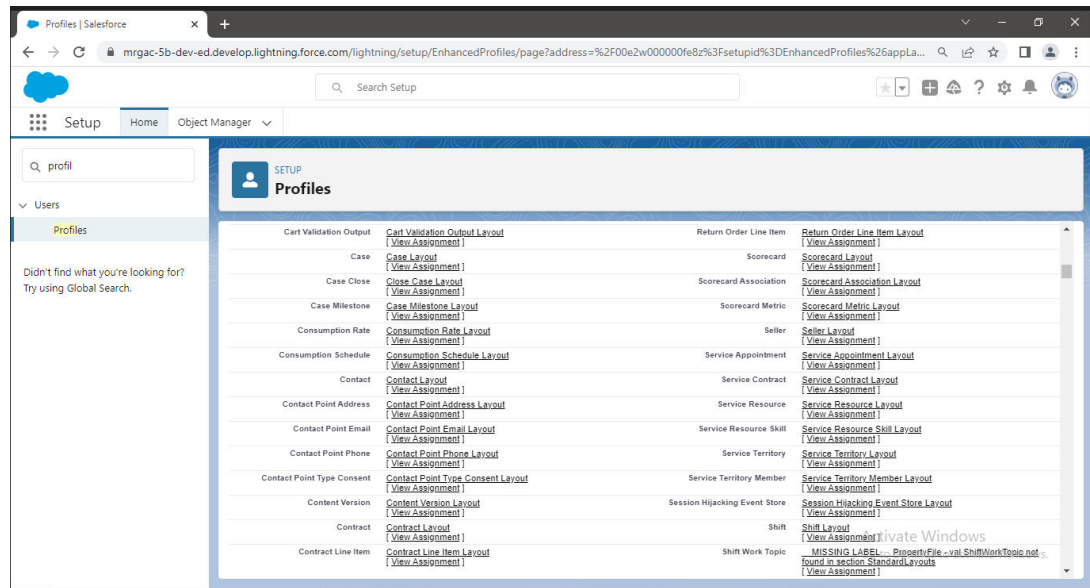 Profiles | Salesforce
mrgac-5b-dev-ed.develop.lightning.force.com/lightning/setup/EnhancedProfiles/page?address=%2F00e2w000000fe8z%3Fsetupid%3DEnhancedProfiles%26appLa...
Search Setup
Setup Home Object Manager
profil
SETUP
Profiles
Users
Profiles
Didn't find what you're looking for?
Try using Global Search.
Cart Validation Output Cart Validation Output Layout Return Order Line Item Return Order Line Item Layout
[ View Assignment ] [ View Assignment ]
Case Case Layout Scorecard Scorecard Layout
[ View Assignment ] [ View Assignment ]
Case Close Close Case Layout Scorecard Association Scorecard Association Layout
[ View Assignment ] [ View Assignment ]
Case Milestone Case Milestone Layout Scorecard Metric Scorecard Metric Layout
[ View Assignment ] [ View Assignment ]
Consumption Rate Consumption Rate Layout Seller Seller Layout
[ View Assignment ] [ View Assignment ]
Consumption Schedule Consumption Schedule Layout Service Appointment Service Appointment Layout
[ View Assignment ] [ View Assignment ]
Contact Contact Layout Service Contract Service Contract Layout
[ View Assignment ] [ View Assignment ]
Contact Point Address Contact Point Address Layout Service Resource Service Resource Layout
[ View Assignment ] [ View Assignment ]
Contact Point Email Contact Point Email Layout Service Resource Skill Service Resource Skill Layout
[ View Assignment ] [ View Assignment ]
Contact Point Phone Contact Point Phone Layout Service Territory Service Territory Layout
[ View Assignment ] [ View Assignment ]
Contact Point Type Consent Contact Point Type Consent Layout Service Territory Member Service Territory Member Layout
[ View Assignment ] [ View Assignment ]
Content Version Content Version Layout Session Hijacking Event Store Session Hijacking Event Store Layout
[ View Assignment ] [ View Assignment ]
Contract Contract Layout Shift Shift Layout
[ View Assignment ] [ View Assignment ]
Activate Windows
Contract Line Item Contract Line Item Layout Shift Work Topic __MISSING LABEL__ PropertyFile - val ShiftWorkTopic not
[ View Assignment ] found in section StandardLayouts
[ View Assignment ]